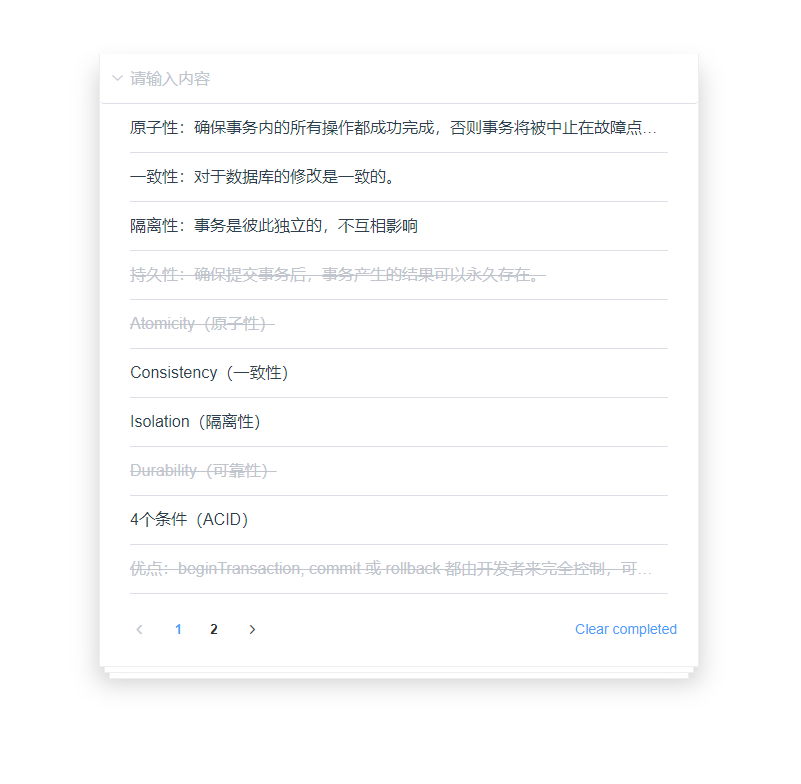 请输入内容
原子性：确保事务内的所有操作都成功完成，否则事务将被中止在故障点…
一致性：对于数据库的修改是一致的。
隔离性：事务是彼此独立的，不互相影响
持久性：确保提交事务后，事务产生的结果可以永久存在。
Atomicity（原子性）
Consistency（一致性）
Isolation（隔离性）
Durability（可靠性）
4个条件（ACID）
优点：beginTransaction, commit 或 rollback 都由开发者来完全控制，可…
1 2 Clear completed